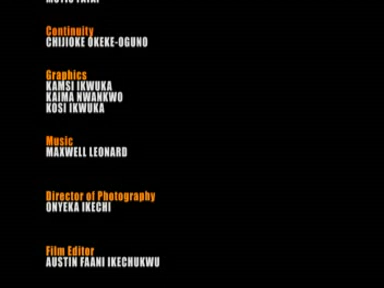 Continuity
CHIJIOKE OKEKE-OGUNO
Graphics
KAMSI IKWUKA
KAIMA NWANKWO
KOSI IKWUKA
Music
MAXWELL LEONARD
Director of Photography
ONYEKA IKECHI
Film Editor
AUSTIN FAANI IKECHUKWU